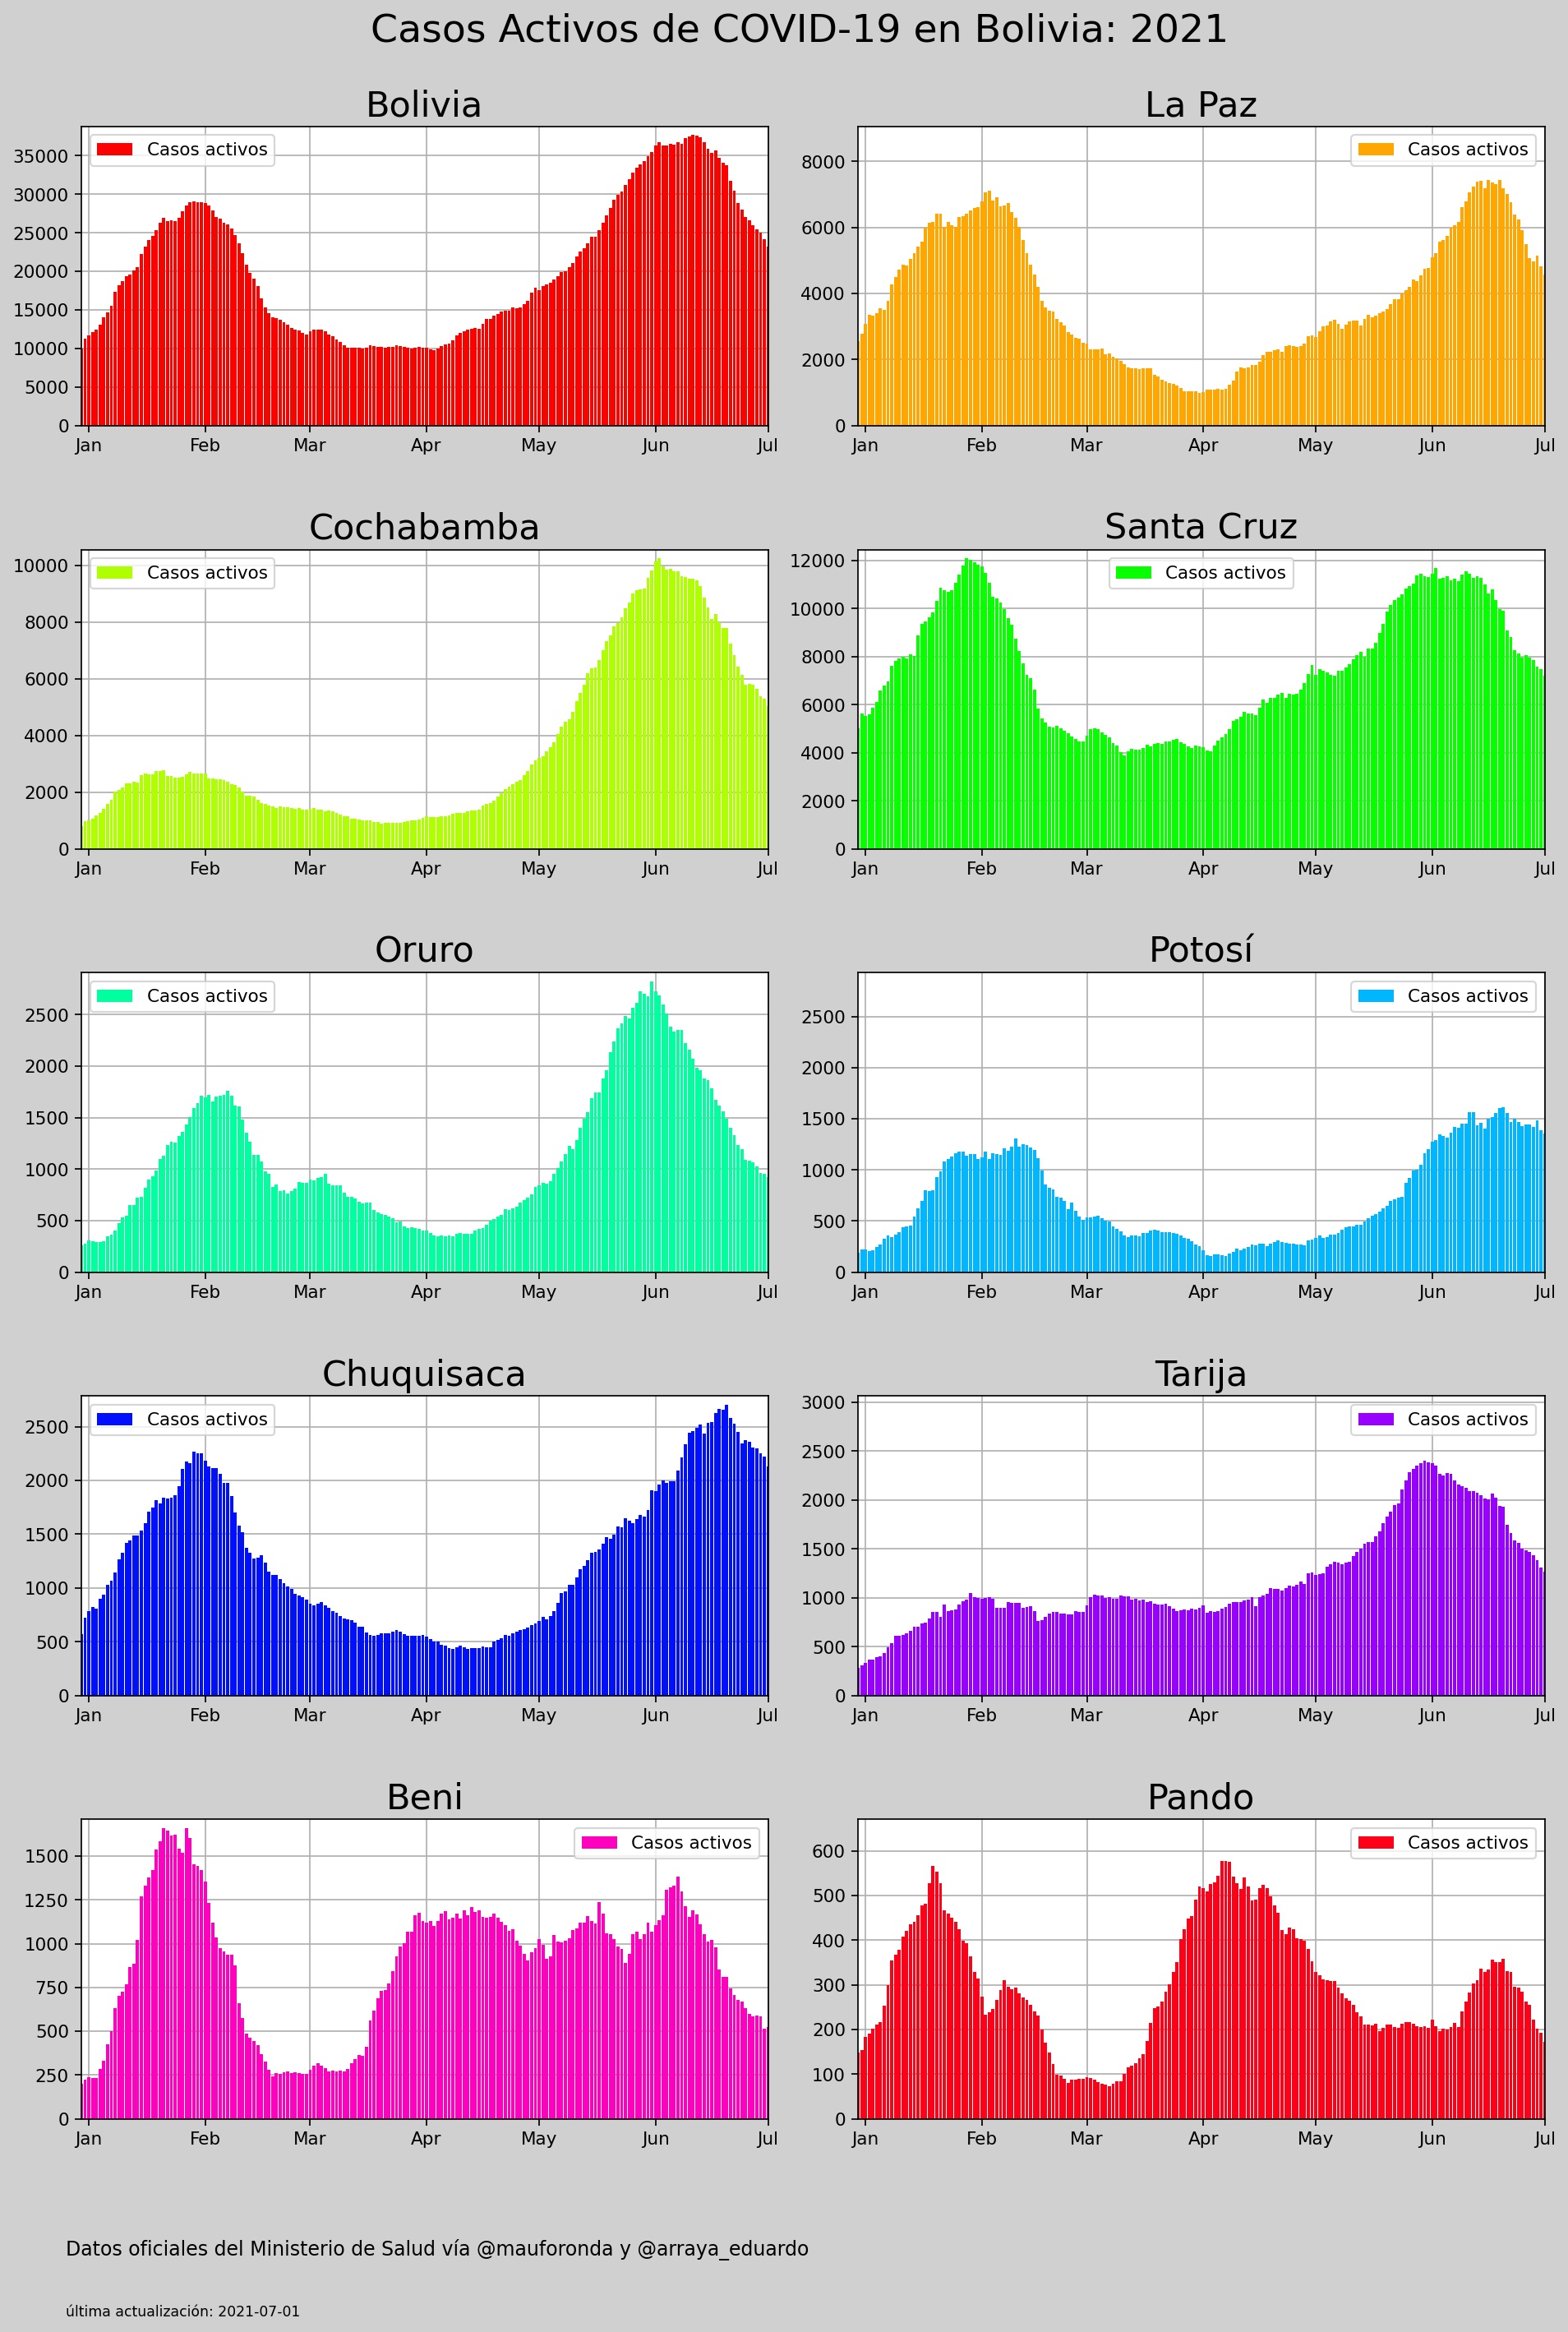 Casos Activos de COVID-19 en Bolivia: 2021
Bolivia
Casos activos
35000
30000
25000
20000
15000
10000
5000
0
Jan Feb Mar Apr May Jun Jul
La Paz
Casos activos
8000
6000
4000
2000
0
Jan Feb Mar Apr May Jun Jul
Cochabamba
Casos activos
10000
8000
6000
4000
2000
0
Jan Feb Mar Apr May Jun Jul
Santa Cruz
Casos activos
12000
10000
8000
6000
4000
2000
0
Jan Feb Mar Apr May Jun Jul
Oruro
Casos activos
2500
2000
1500
1000
500
0
Jan Feb Mar Apr May Jun Jul
Potosí
Casos activos
2500
2000
1500
1000
500
0
Jan Feb Mar Apr May Jun Jul
Chuquisaca
Casos activos
2500
2000
1500
1000
500
0
Jan Feb Mar Apr May Jun Jul
Tarija
Casos activos
3000
2500
2000
1500
1000
500
0
Jan Feb Mar Apr May Jun Jul
Beni
Casos activos
1500
1250
1000
750
500
250
0
Jan Feb Mar Apr May Jun Jul
Pando
Casos activos
600
500
400
300
200
100
0
Jan Feb Mar Apr May Jun Jul
Datos oficiales del Ministerio de Salud vía @mauforonda y @arraya_eduardo
última actualización: 2021-07-01